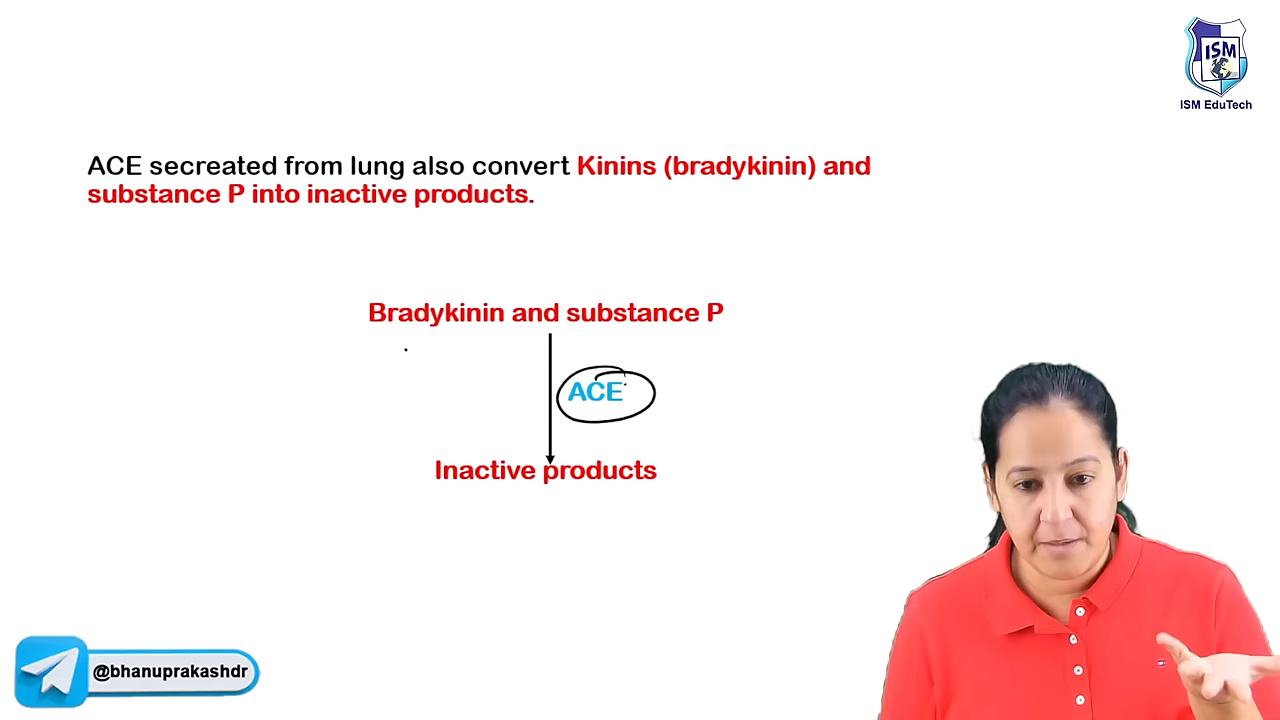 ISM
ISM EduTech
ACE secreated from lung also convert Kinins (bradykinin) and
substance P into inactive products.
Bradykinin and substance P
ACE
Inactive products
@bhanuprakashdr